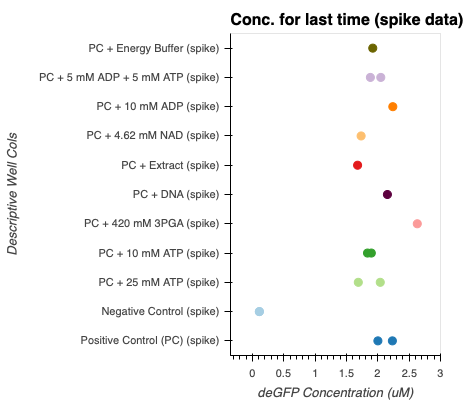 Conc. for last time (spike data)
Descriptive Well Cols
PC + Energy Buffer (spike)
PC + 5 mM ADP + 5 mM ATP (spike)
PC + 10 mM ADP (spike)
PC + 4.62 mM NAD (spike)
PC + Extract (spike)
PC + DNA (spike)
PC + 420 mM 3PGA (spike)
PC + 10 mM ATP (spike)
PC + 25 mM ATP (spike)
Negative Control (spike)
Positive Control (PC) (spike)
0 0.5 1 1.5 2 2.5 3
deGFP Concentration (uM)